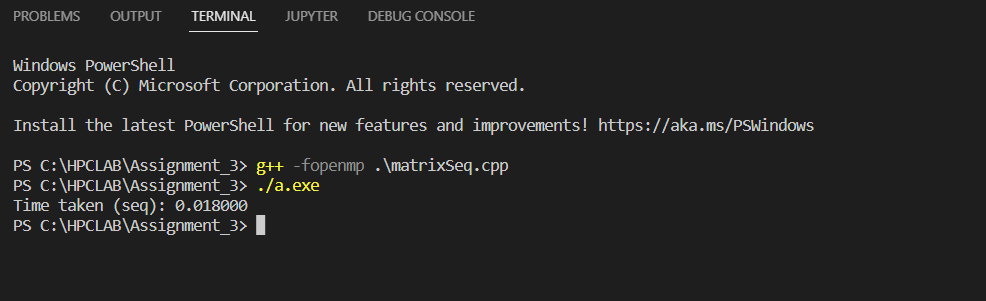 PROBLEMS OUTPUT TERMINAL JUPYTER DEBUG CONSOLE
Windows PowerShell
Copyright (C) Microsoft Corporation. All rights reserved.
Install the latest PowerShell for new features and improvements! https://aka.ms/PSWindows
PS C:\HPCLAB\Assignment_3> g++ -fopenmp .\matrixSeq.cpp
PS C:\HPCLAB\Assignment_3> ./a.exe
Time taken (seq): 0.018000
PS C:\HPCLAB\Assignment_3>